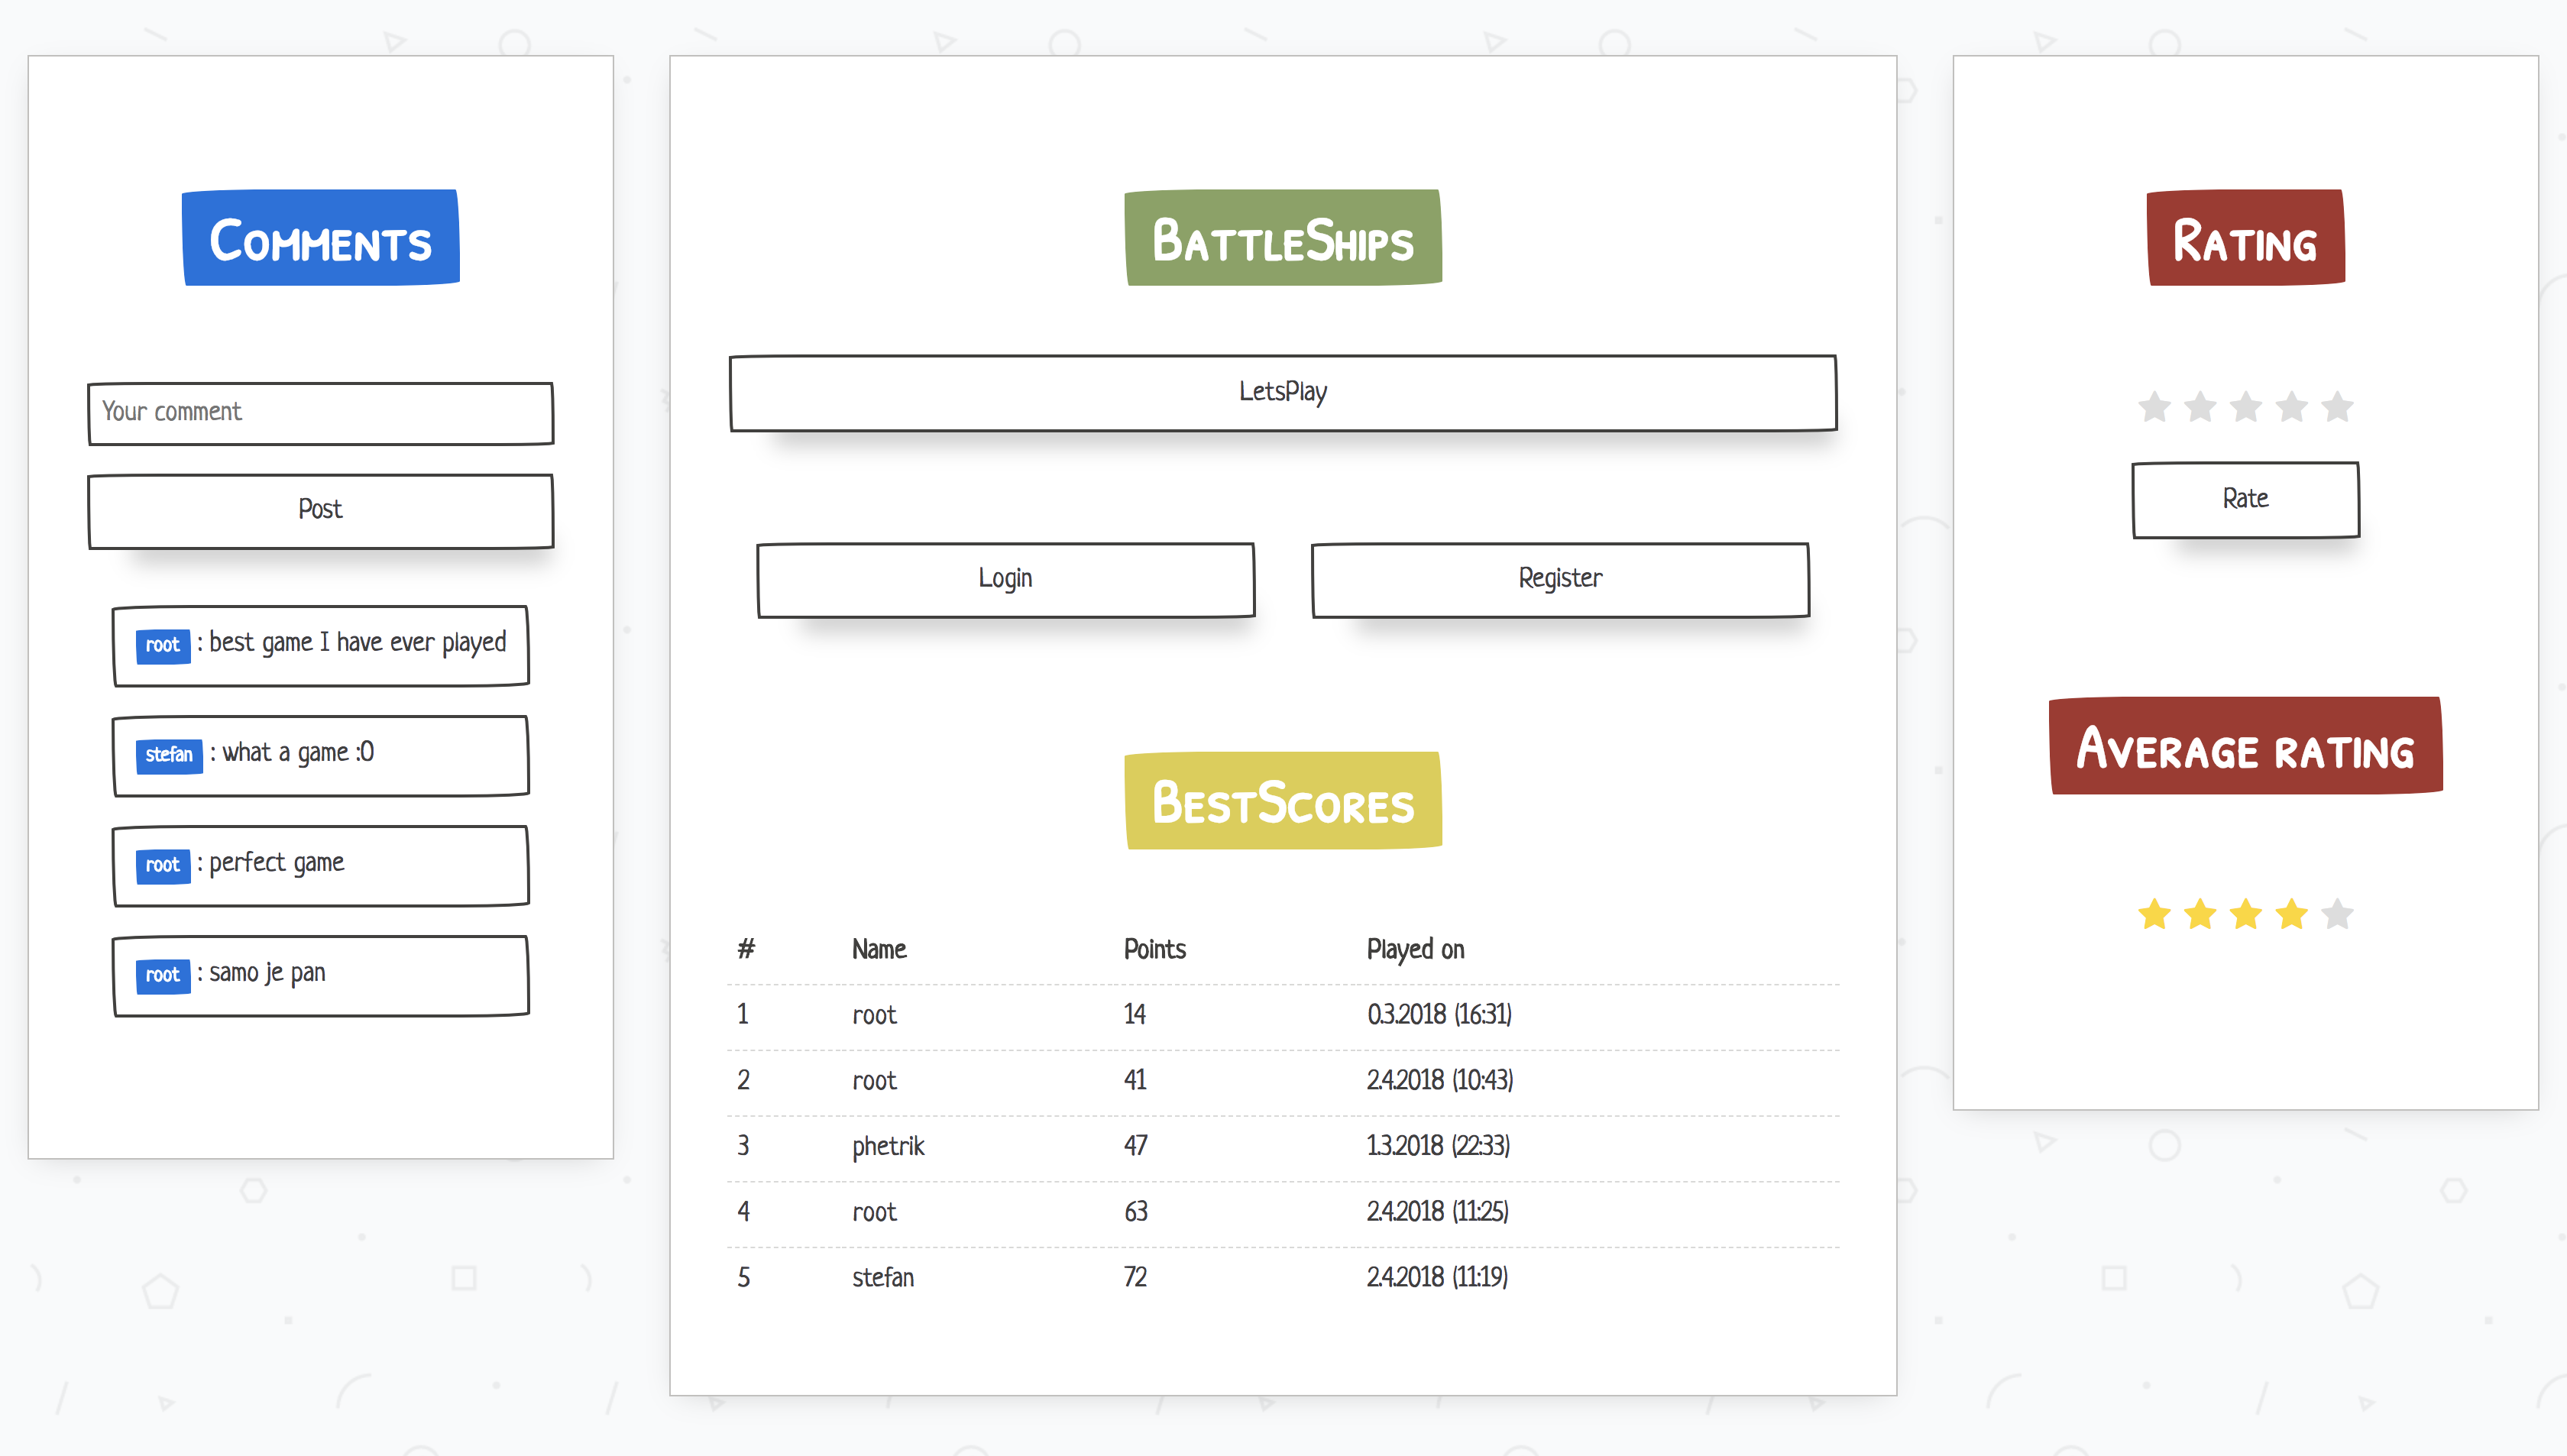 Comments
Your comment
Post
root : best game I have ever played
stefan : what a game :O
root : perfect game
root : samo je pan
BattleShips
LetsPlay
Login Register
BestScores
# Name Points Played on
1 root 14 0.3.2018 (16:31)
2 root 41 2.4.2018 (10:43)
3 phetrik 47 1.3.2018 (22:33)
4 root 63 2.4.2018 (11:25)
5 stefan 72 2.4.2018 (11:19)
Rating
Rate
Average rating